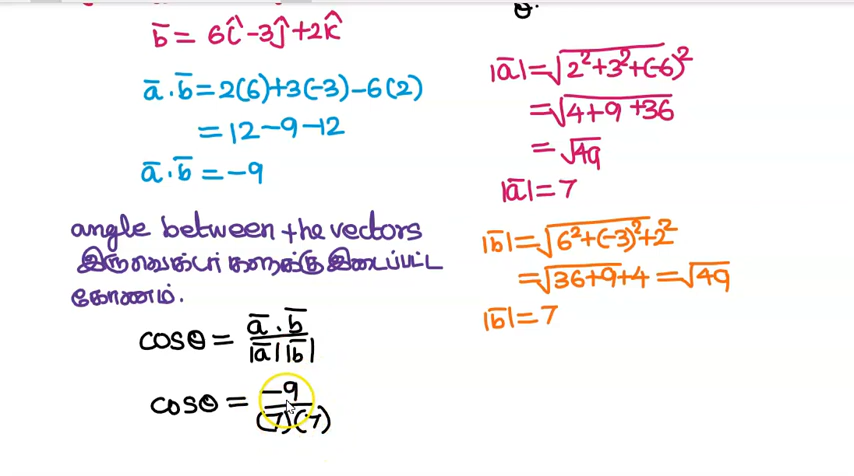 b̄ = 6î-3ĵ+2k̂
ā . b̄ = 2(6)+3(-3)-6(2)
= 12-9-12
ā . b̄ = -9
angle between the vectors
இரு வெக்டர்களுக்கு இடைப்பட்ட
கோணம்.
cosθ = ā . b̄ / |ā| |b̄|
cosθ = -9 / (7)(7)
θ.
|ā| = √2²+3²+(-6)²
= √4+9+36
= √49
|ā| = 7
|b̄| = √6²+(-3)²+2²
= √36+9+4 = √49
|b̄| = 7